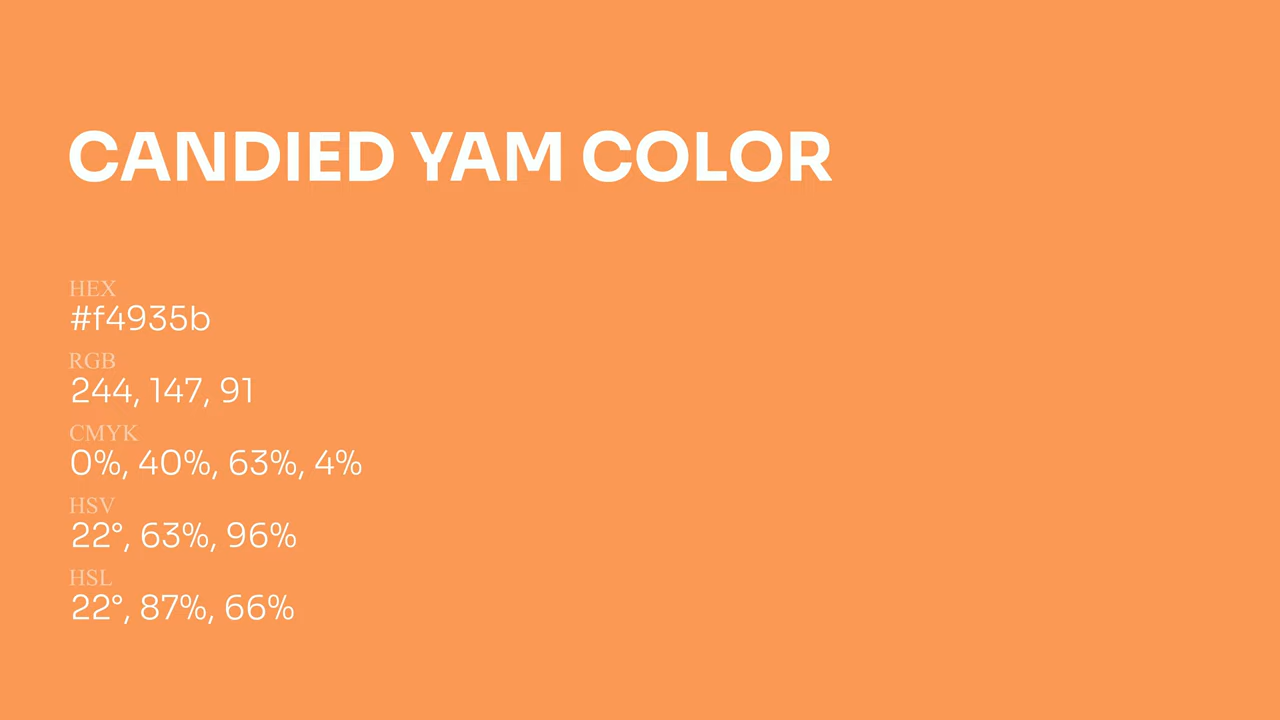 CANDIED YAM COLOR
HEX
#f4935b
RGB
244, 147, 91
CMYK
0%, 40%, 63%, 4%
HSV
22°, 63%, 96%
HSL
22°, 87%, 66%